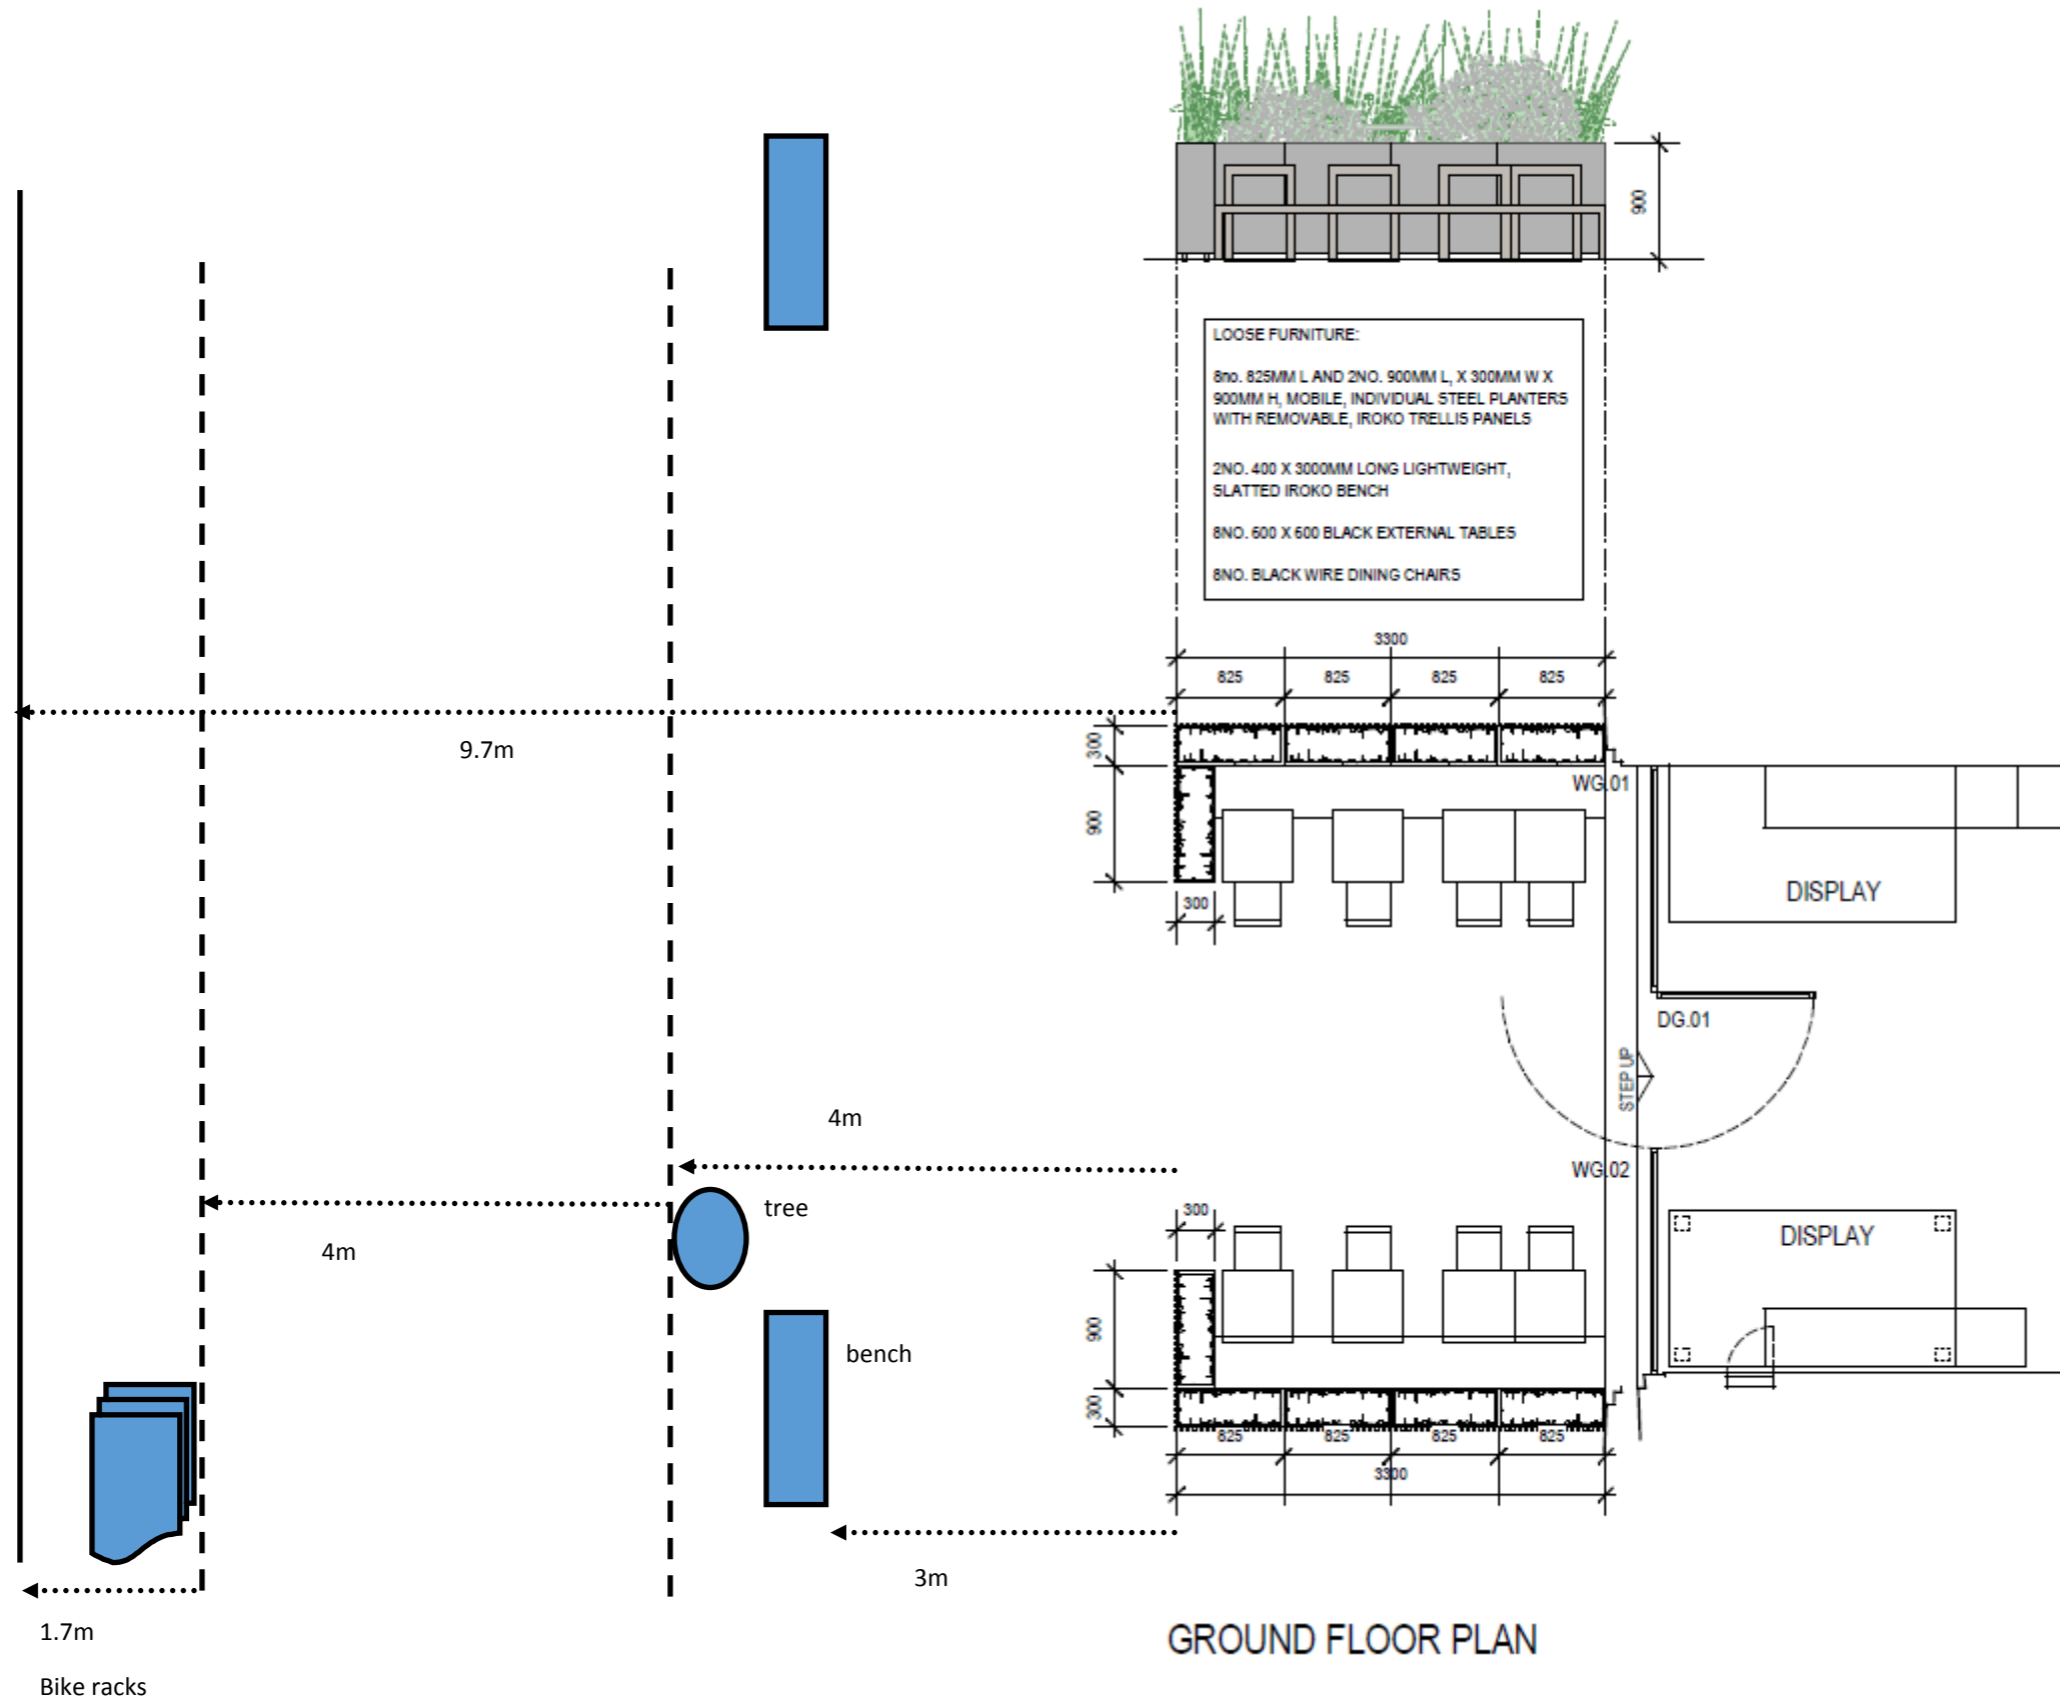 900
LOOSE FURNITURE:
8no. 825MM L AND 2NO. 900MM L, X 300MM W X
900MM H, MOBILE, INDIVIDUAL STEEL PLANTERS
WITH REMOVABLE, IROKO TRELLIS PANELS
2NO. 400 X 3000MM LONG LIGHTWEIGHT,
SLATTED IROKO BENCH
8NO. 600 X 600 BLACK EXTERNAL TABLES
8NO. BLACK WIRE DINING CHAIRS
3300
825 825 825 825
9.7m
300
WG.01
900
DISPLAY
300
DG.01
STEP UP
4m
WG.02
tree
300
DISPLAY
4m
900
bench
300
825 825 825 825
3300
3m
1.7m
GROUND FLOOR PLAN
Bike racks